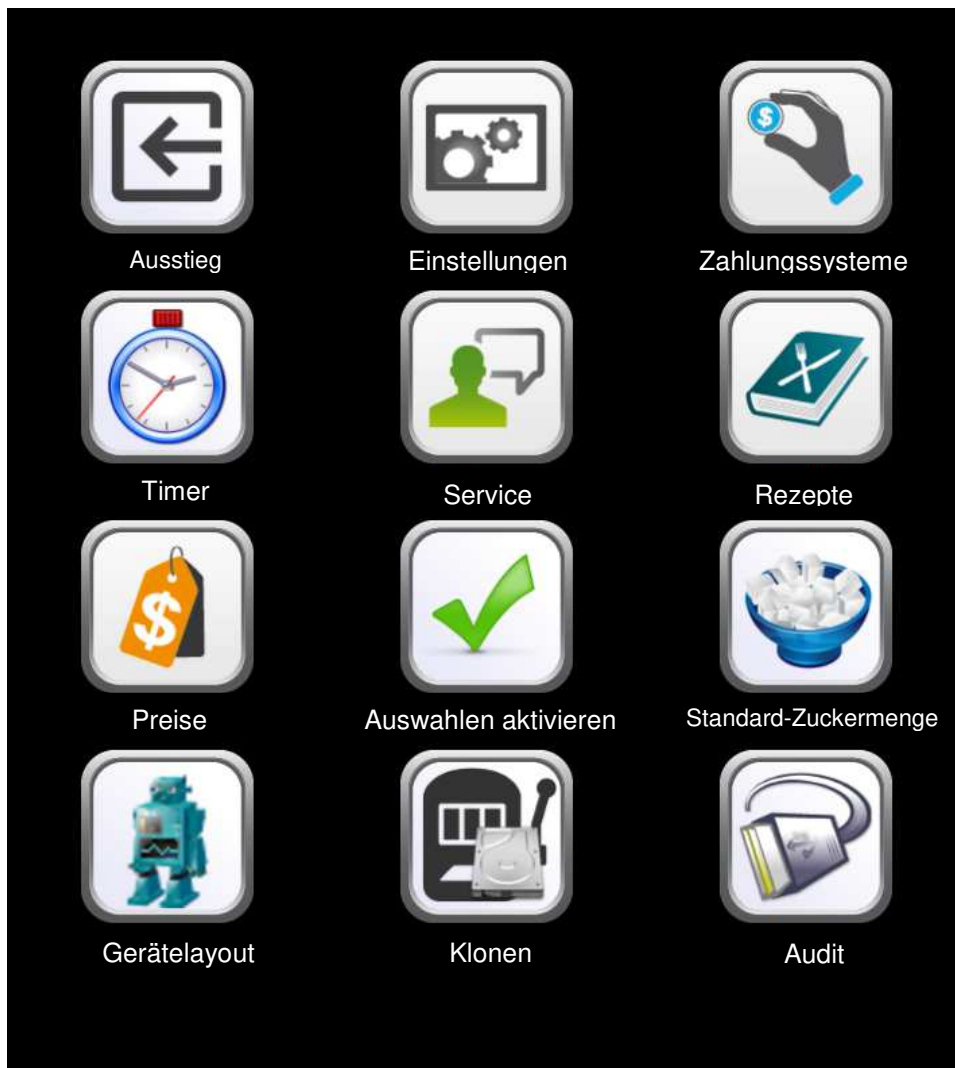 Ausstieg
Einstellungen
Zahlungssysteme
$
Timer
Service
Rezepte
$
Preise
Auswahlen aktivieren
Standard-Zuckermenge
Gerätelayout
Klonen
Audit